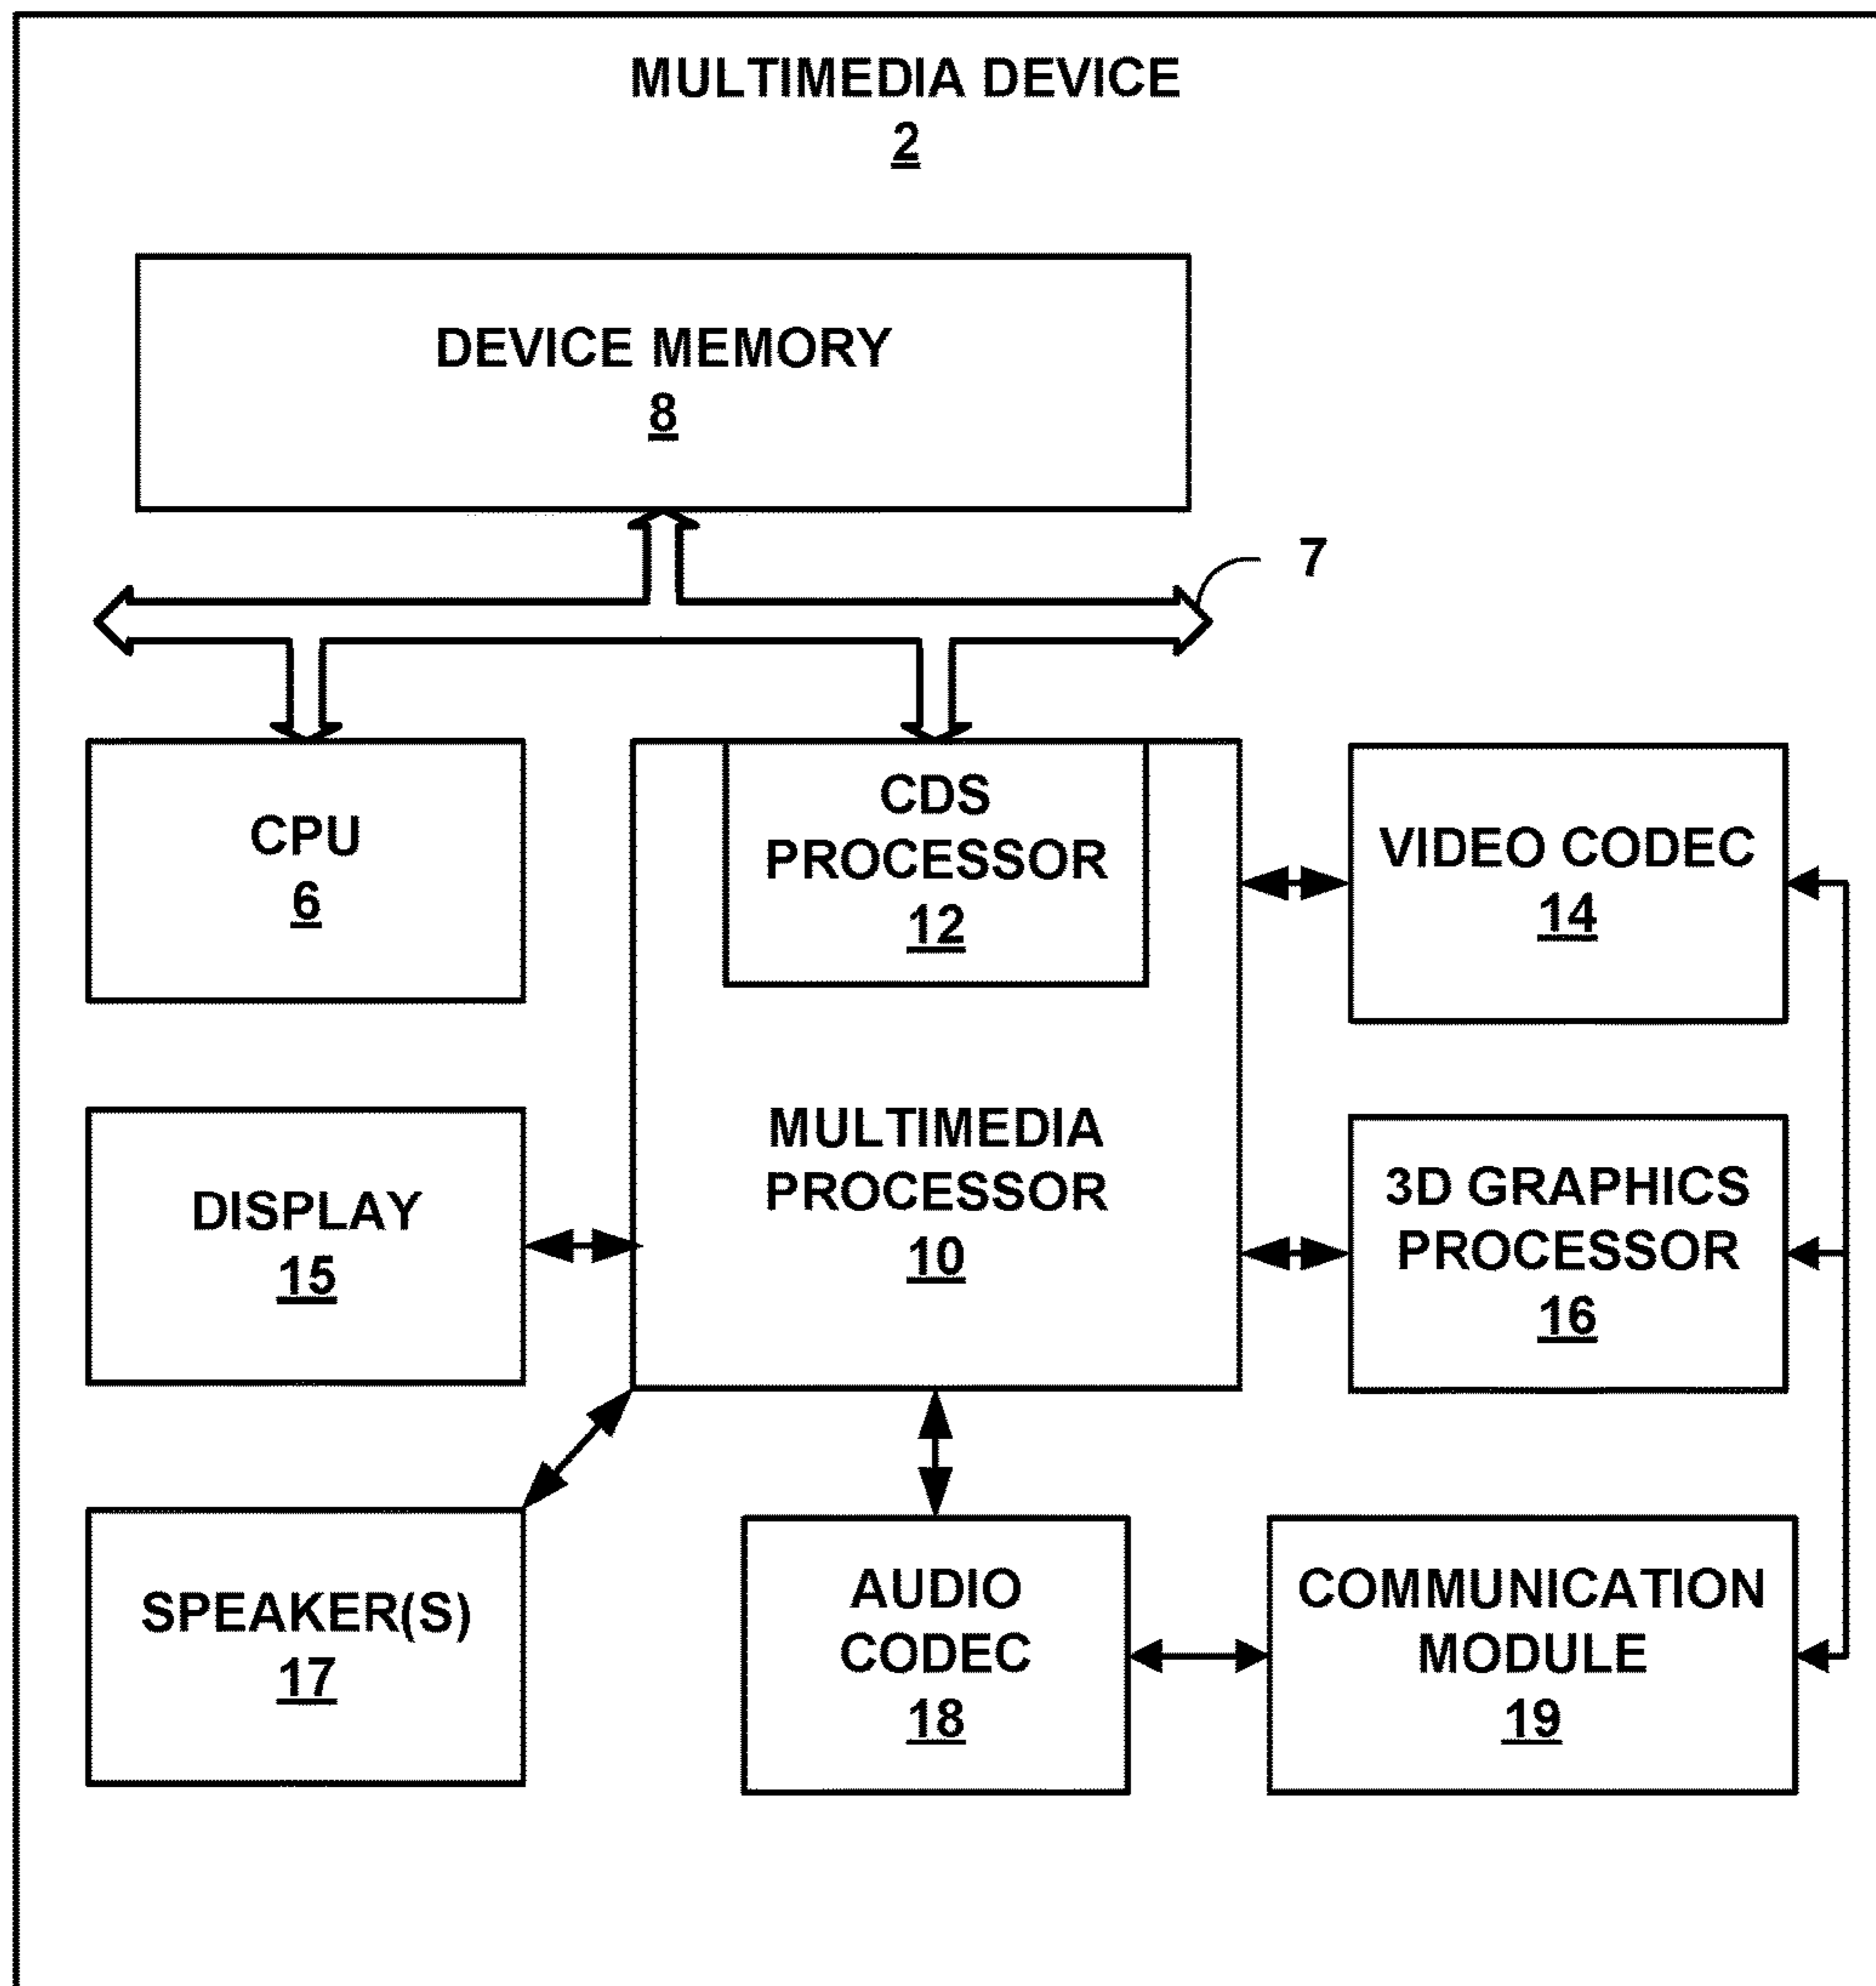 MULTIMEDIA DEVICE
2
DEVICE MEMORY
8
7
CPU
6
CDS
PROCESSOR
12
VIDEO CODEC
14
MULTIMEDIA
PROCESSOR
10
DISPLAY
15
3D GRAPHICS
PROCESSOR
16
SPEAKER(S)
17
AUDIO
CODEC
18
COMMUNICATION
MODULE
19